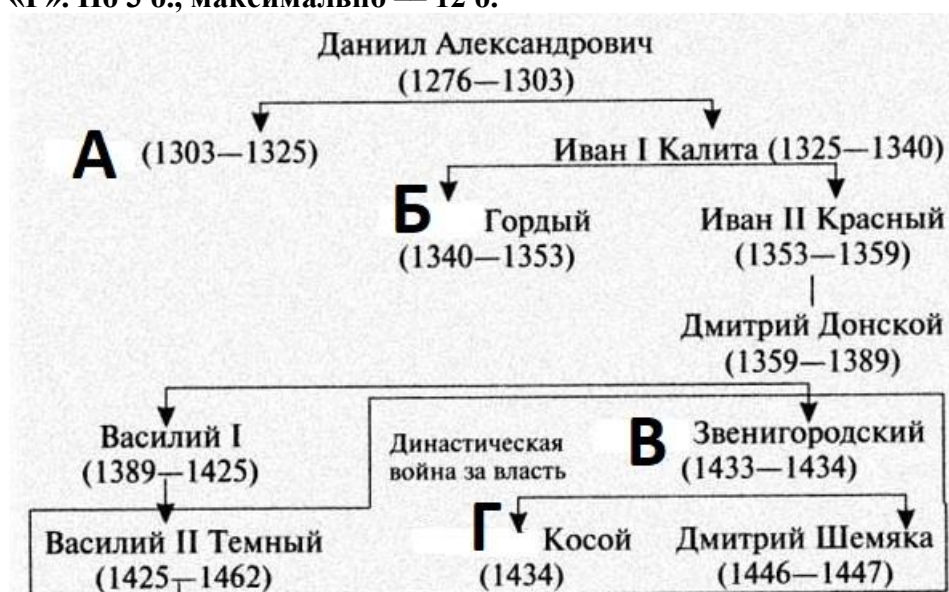 «Г». По 3 б., максимально — 12 б.
Даниил Александрович
(1276—1303)
А (1303—1325)
Иван I Калита (1325—1340)
Б Гордый
(1340—1353)
Иван II Красный
(1353—1359)
Дмитрий Донской
(1359—1389)
Василий I
(1389—1425)
Династическая
война за власть
В Звенигородский
(1433—1434)
Василий II Темный
(1425—1462)
Г Косой
(1434)
Дмитрий Шемяка
(1446—1447)